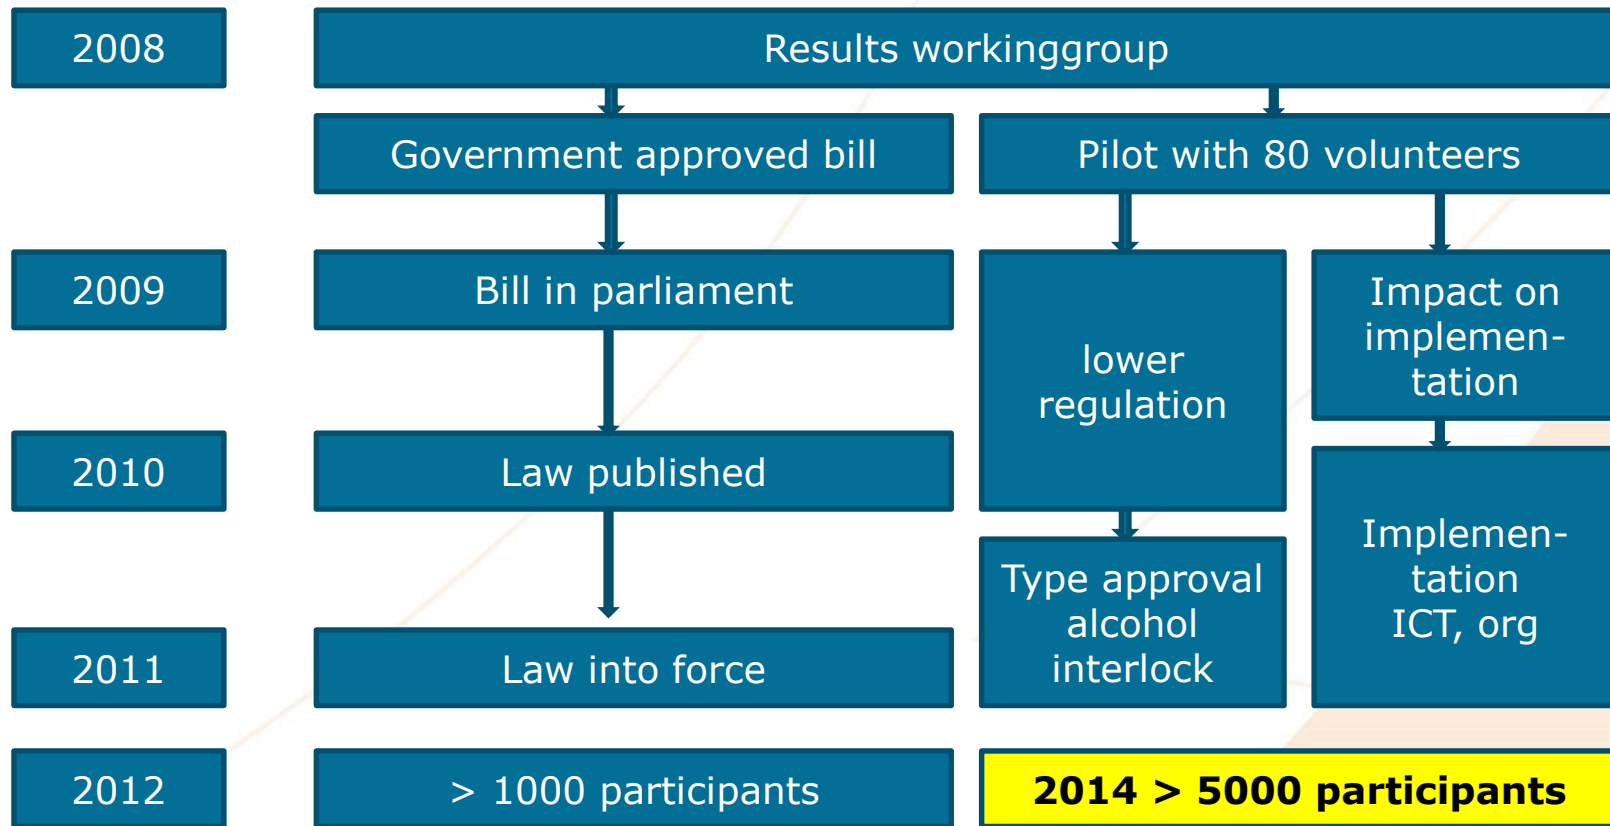 2008
Results workinggroup
Government approved bill
Pilot with 80 volunteers
2009
Bill in parliament
lower
regulation
Impact on
implemen-
tation
2010
Law published
Type approval
alcohol
interlock
Implemen-
tation
ICT, org
2011
Law into force
2012
> 1000 participants
2014 > 5000 participants